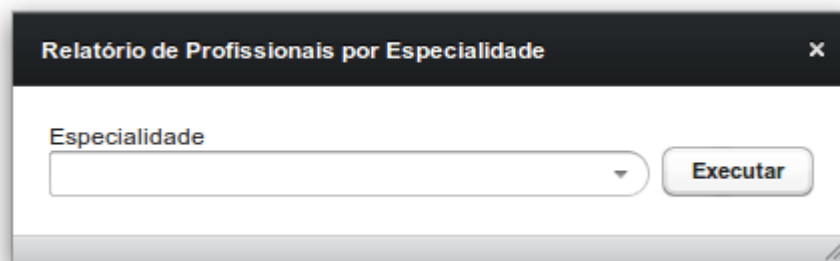 Relatório de Profissionais por Especialidade
Especialidade
Executar